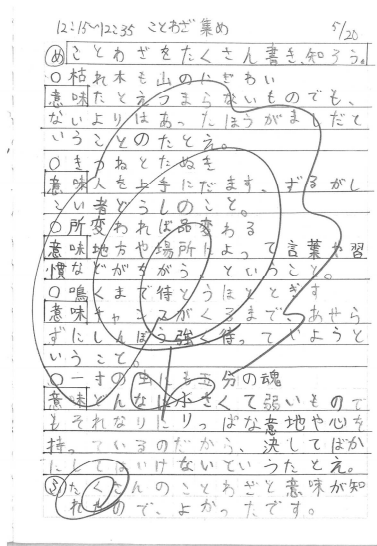 12:15〜12:35 ことわざ集め 5/20
め ことわざをたくさん書き、知ろう。
○枯れ木も山のにぎわい
意味 たとえつまらないものでも、
ないよりはあったほうがましだと
いうことのたとえ。
○きつねとたぬき
意味 人を上手にだます、ずるがし
こい者どうしのこと。
○所変われば品変わる
意味 地方や場所によって言葉や習
慣などがちがう、ということ。
○鳴くまで待とうほととぎす
意味 チャンスがくるまで、あせら
ずにしんぼう強く待っていようと
いうこと。
○一寸の虫にも五分の魂
意味 どんなに小さくて弱いもので
もそれなりにりっぱな意地や心を
持っているのだから、決してばか
にしてはいけないというたとえ。
ふ たくさんのことわざと意味が知
れたので、よかったです。